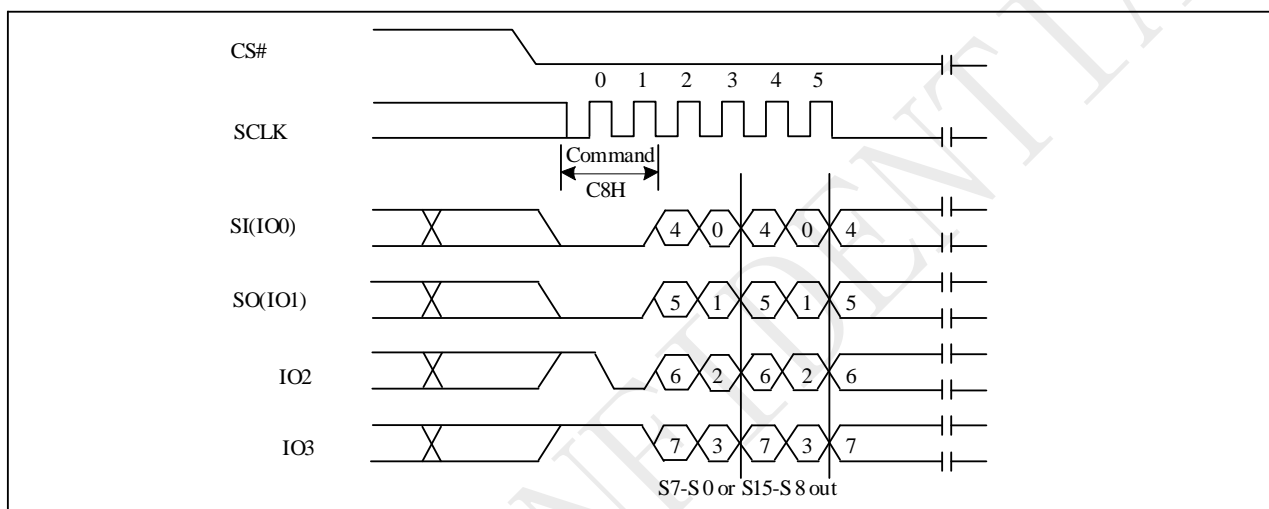 CS#
0 1 2 3 4 5
SCLK
Command
C8H
SI(IO0) 4 0 4 0 4
SO(IO1) 5 1 5 1 5
IO2 6 2 6 2 6
IO3 7 3 7 3 7
S7-S0 or S15-S8 out